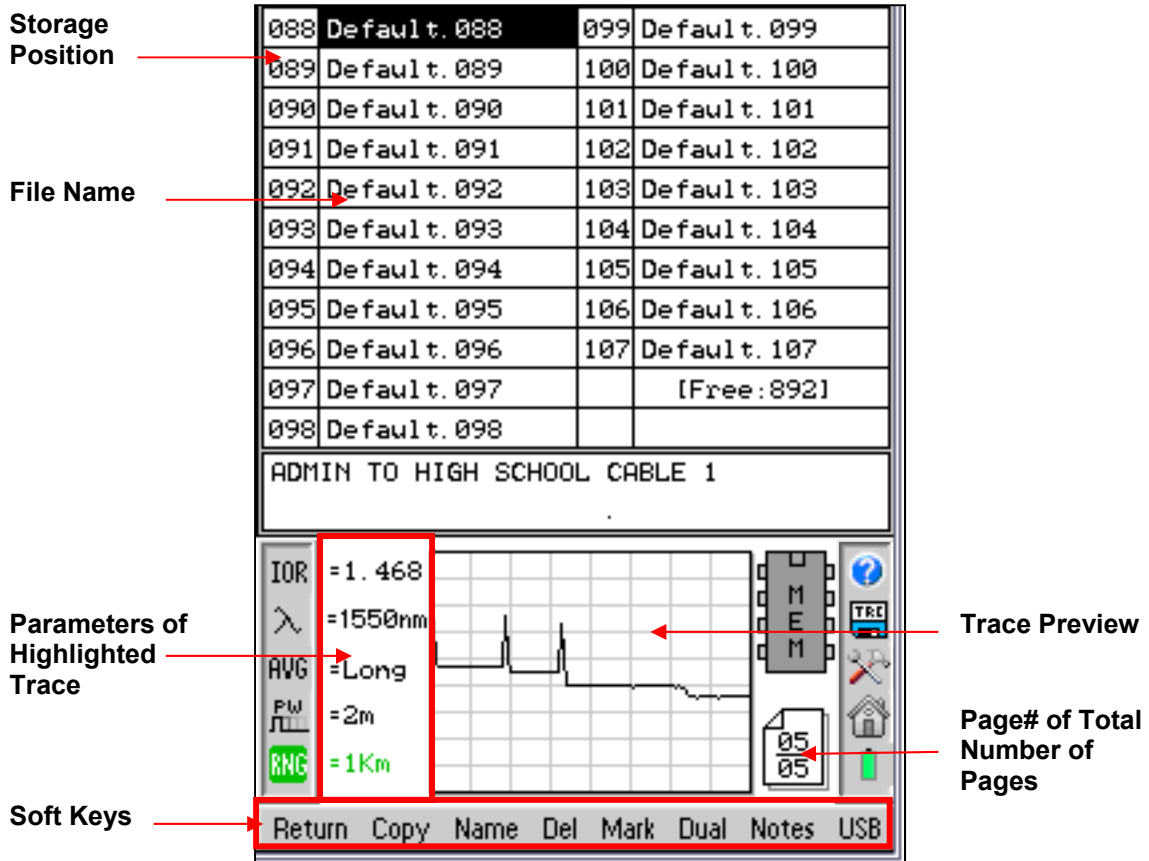 Storage
Position
File Name
Parameters of
Highlighted
Trace
Soft Keys
088 Default.088 099 Default.099
089 Default.089 100 Default.100
090 Default.090 101 Default.101
091 Default.091 102 Default.102
092 Default.092 103 Default.103
093 Default.093 104 Default.104
094 Default.094 105 Default.105
095 Default.095 106 Default.106
096 Default.096 107 Default.107
097 Default.097 [Free:892]
098 Default.098
ADMIN TO HIGH SCHOOL CABLE 1
IOR =1.468
λ =1550nm
AVG =Long
PW =2m
RNG =1Km
MEM
?
TRC
05
05
Return Copy Name Del Mark Dual Notes USB
Trace Preview
Page# of Total
Number of
Pages